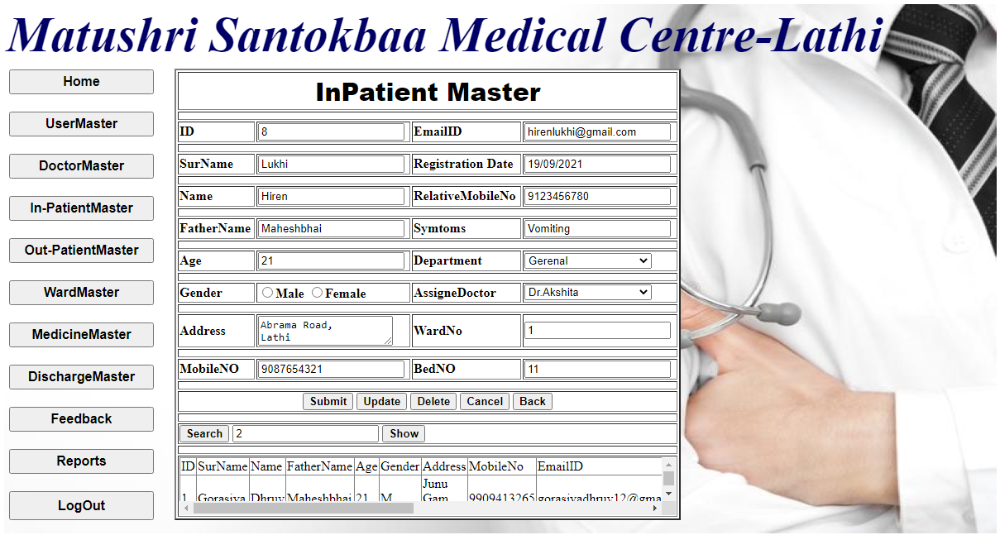 Matushri Santokbaa Medical Centre-Lathi
Home
UserMaster
DoctorMaster
In-PatientMaster
Out-PatientMaster
WardMaster
MedicineMaster
DischargeMaster
Feedback
Reports
LogOut
InPatient Master
ID 8 EmailID hirenlukhi@gmail.com
SurName Lukhi Registration Date 19/09/2021
Name Hiren RelativeMobileNo 9123456780
FatherName Maheshbhai Symtoms Vomiting
Age 21 Department Gerenal
Gender Male Female AssigneDoctor Dr.Akshita
Address Abrama Road,
Lathi WardNo 1
MobileNO 9087654321 BedNO 11
Submit Update Delete Cancel Back
Search 2 Show
ID SurName Name FatherName Age Gender Address MobileNo EmailID
1 Gorasiya Dhruv Maheshbhai 21 M Junu
Gam 9909413265 gorasiyadhruv12@gma